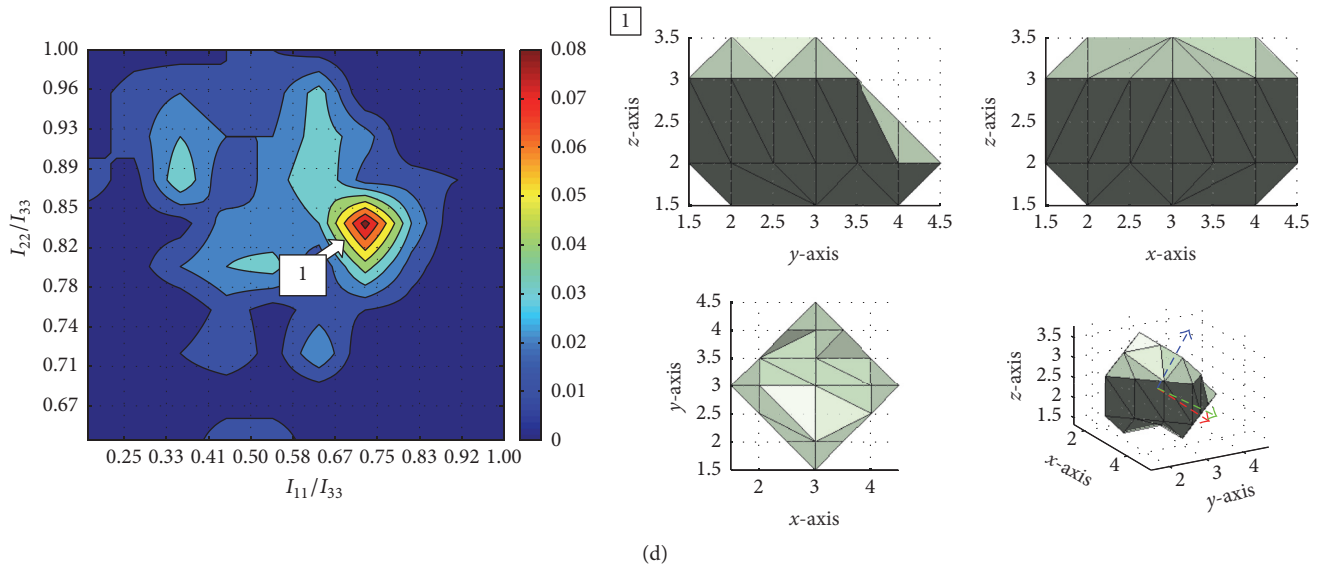 1.00
0.96
0.93
0.89
0.85
0.82
0.78
0.74
0.71
0.67
I22/I33
0.25 0.33 0.41 0.50 0.58 0.67 0.75 0.83 0.92 1.00
I11/I33
1
0.08
0.07
0.06
0.05
0.04
0.03
0.02
0.01
0
1
3.5
3
2.5
2
1.5
z-axis
1.5 2 2.5 3 3.5 4 4.5
y-axis
3.5
3
2.5
2
1.5
z-axis
1.5 2 2.5 3 3.5 4 4.5
x-axis
4.5
4
3.5
3
2.5
2
1.5
y-axis
2 3 4
x-axis
3.5
3
2.5
2
1.5
z-axis
2
4
x-axis
2 3 4
y-axis
(d)